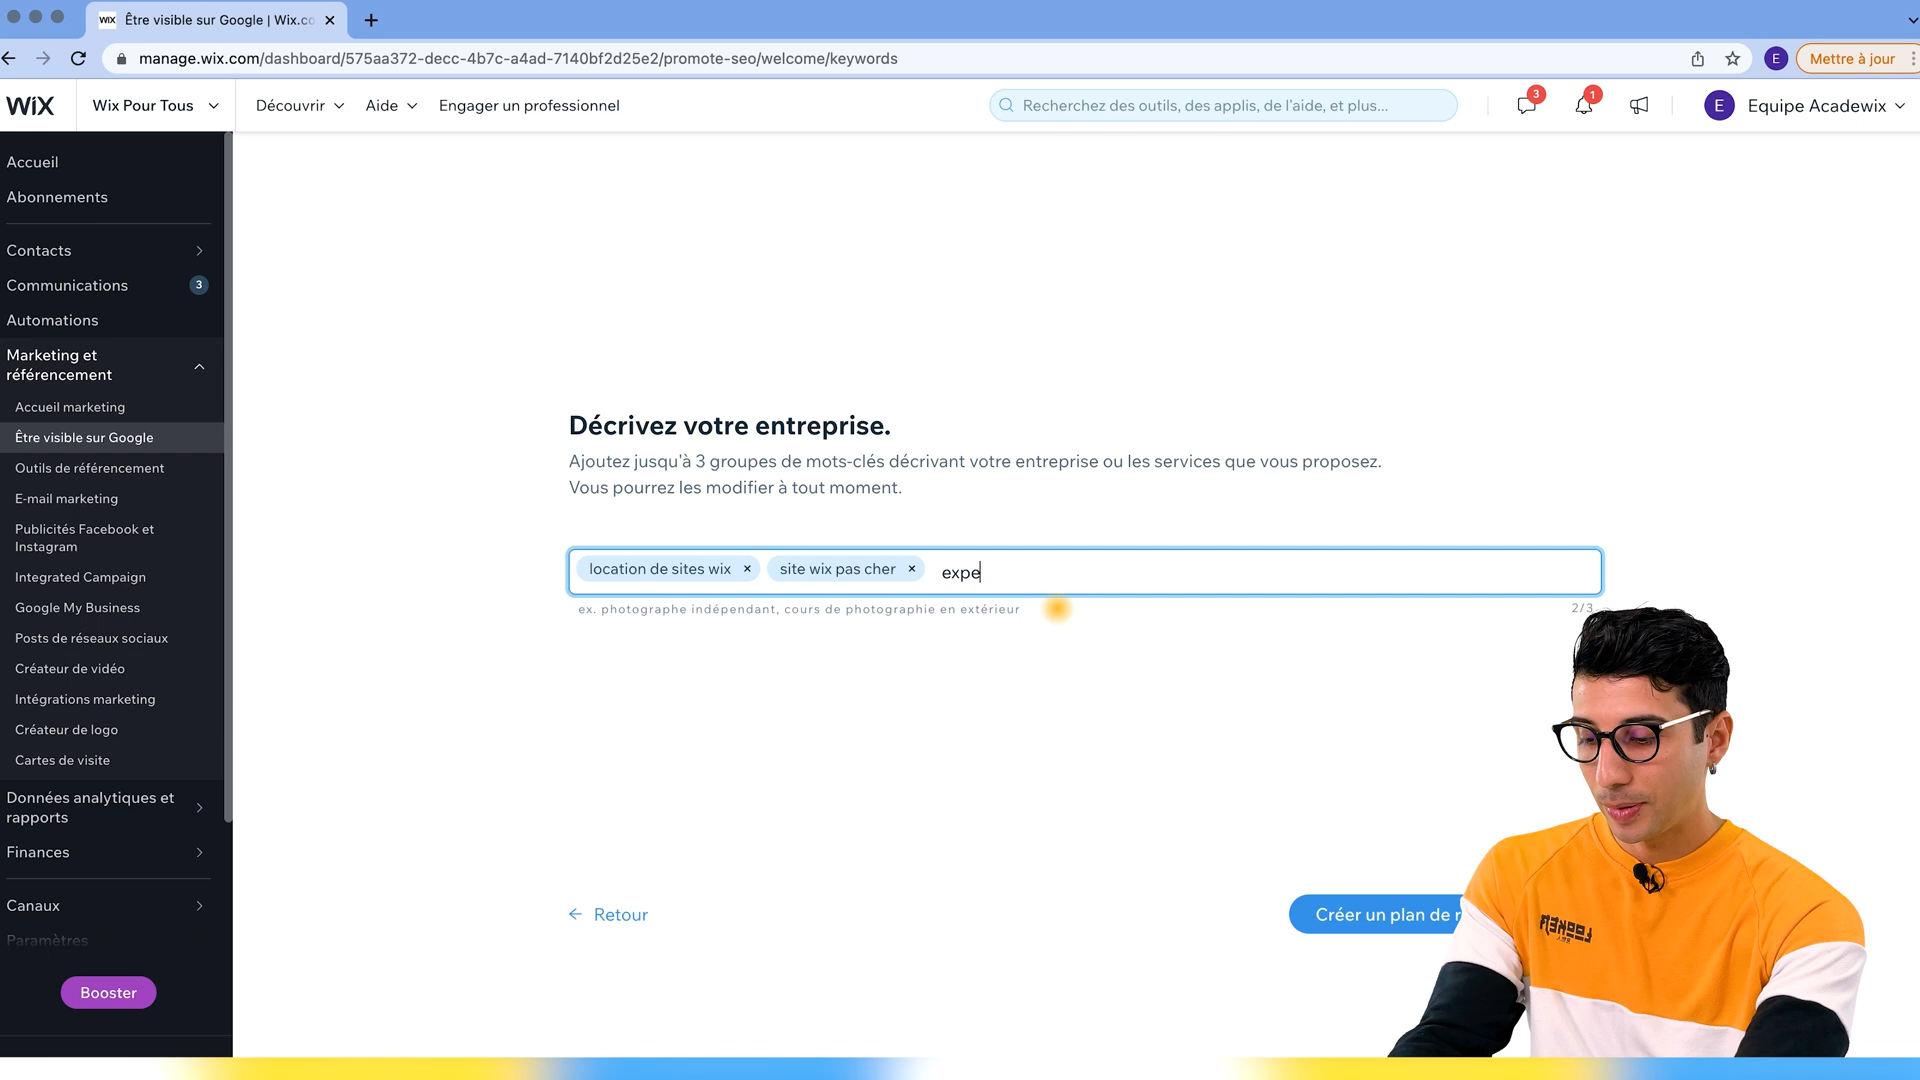 WIX Être visible sur Google | Wix.co
manage.wix.com/dashboard/575aa372-decc-4b7c-a4ad-7140bf2d25e2/promote-seo/welcome/keywords
E
Mettre à jour
WiX
Wix Pour Tous
Découvrir
Aide
Engager un professionnel
Recherchez des outils, des applis, de l'aide, et plus...
3
1
E
Equipe Acadewix
Accueil
Abonnements
Contacts
Communications 3
Automations
Marketing et
référencement
Accueil marketing
Être visible sur Google
Outils de référencement
E-mail marketing
Publicités Facebook et
Instagram
Integrated Campaign
Google My Business
Posts de réseaux sociaux
Créateur de vidéo
Intégrations marketing
Créateur de logo
Cartes de visite
Données analytiques et
rapports
Finances
Canaux
Paramètres
Booster
Décrivez votre entreprise.
Ajoutez jusqu'à 3 groupes de mots-clés décrivant votre entreprise ou les services que vous proposez.
Vous pourrez les modifier à tout moment.
location de sites wix × site wix pas cher × expe
ex. photographe indépendant, cours de photographie en extérieur
2/3
Retour
Créer un plan de r